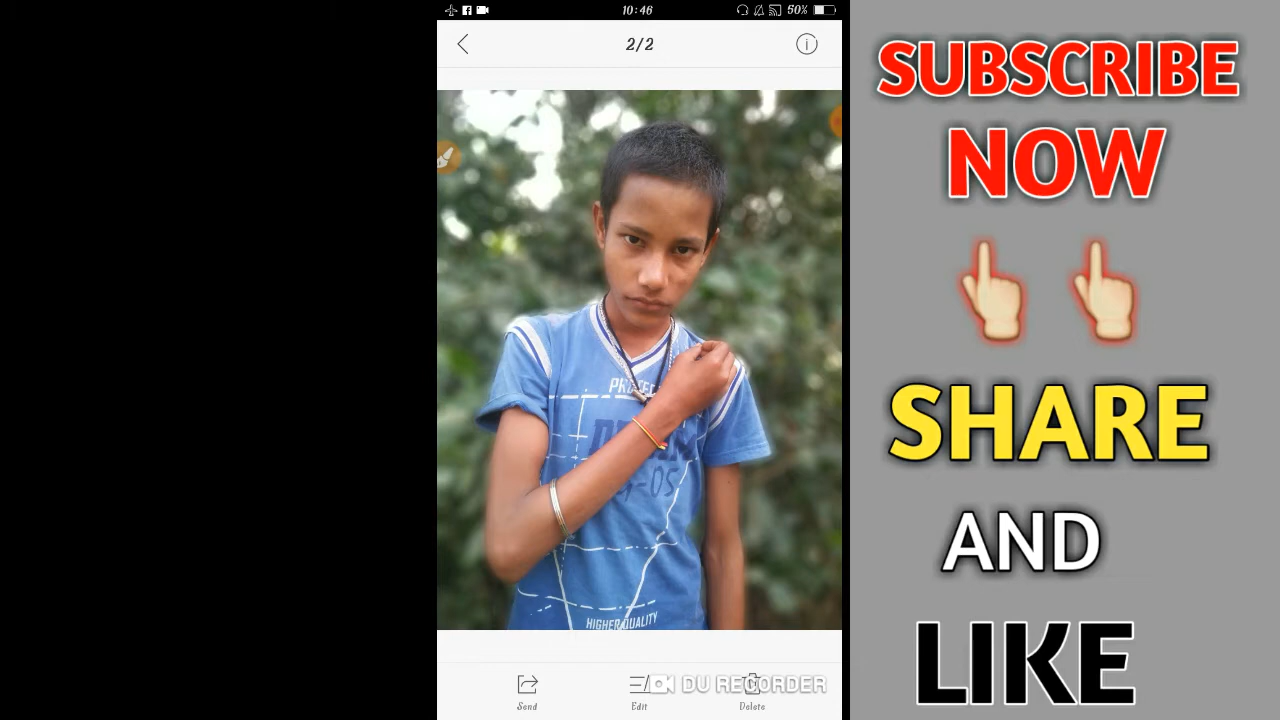 10:46
50%
2/2
HIGHER QUALITY
Send
Edit
Delete
DU RECORDER
SUBSCRIBE
NOW
SHARE
AND
LIKE